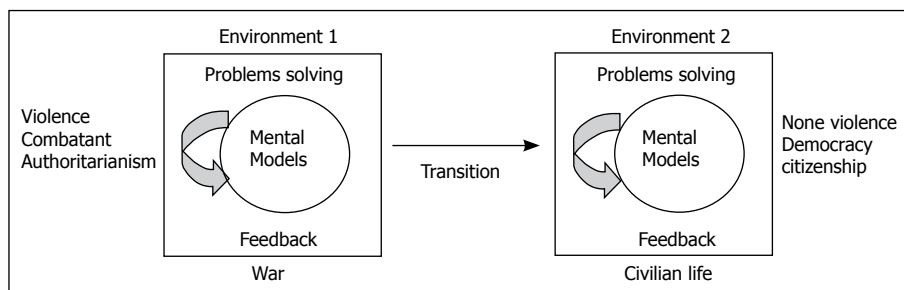 Environment 1
Problems solving
Violence
Combatant
Authoritarianism
Mental
Models
Feedback
War
Transition
Environment 2
Problems solving
Mental
Models
None violence
Democracy
citizenship
Feedback
Civilian life